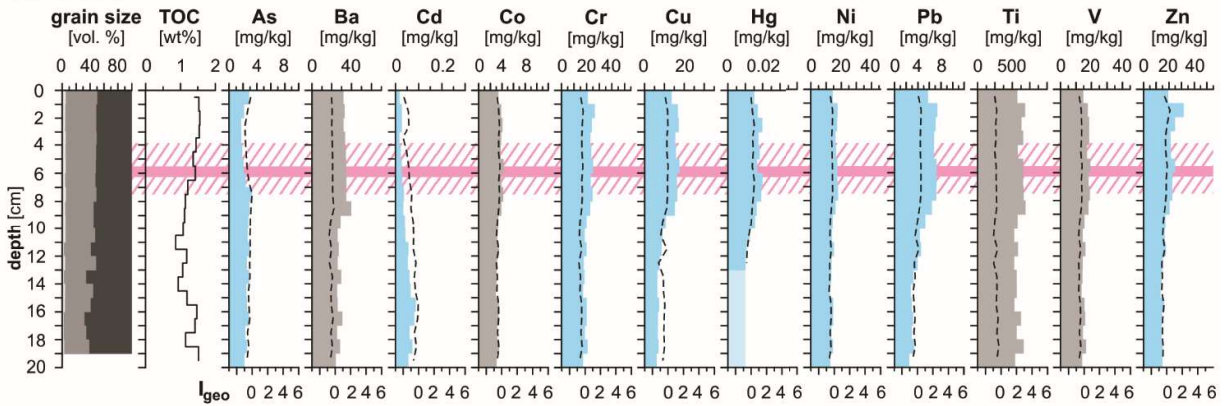 grain size TOC As Ba Cd Co Cr Cu Hg Ni Pb Ti V Zn
[vol. %] [wt%] [mg/kg] [mg/kg] [mg/kg] [mg/kg] [mg/kg] [mg/kg] [mg/kg] [mg/kg] [mg/kg] [mg/kg] [mg/kg] [mg/kg]
0 40 80 0 1 2 4 8 0 40 0 0.2 0 4 8 0 20 40 0 20 0 0.02 0 20 40 0 4 8 0 500 0 20 40 0 20 40
0
2
4
6
8
10
12
14
16
18
20
depth [cm]
Igeo 0 2 4 6 0 2 4 6 0 2 4 6 0 2 4 6 0 2 4 6 0 2 4 6 0 2 4 6 0 2 4 6 0 2 4 6 0 2 4 6 0 2 4 6 0 2 4 6